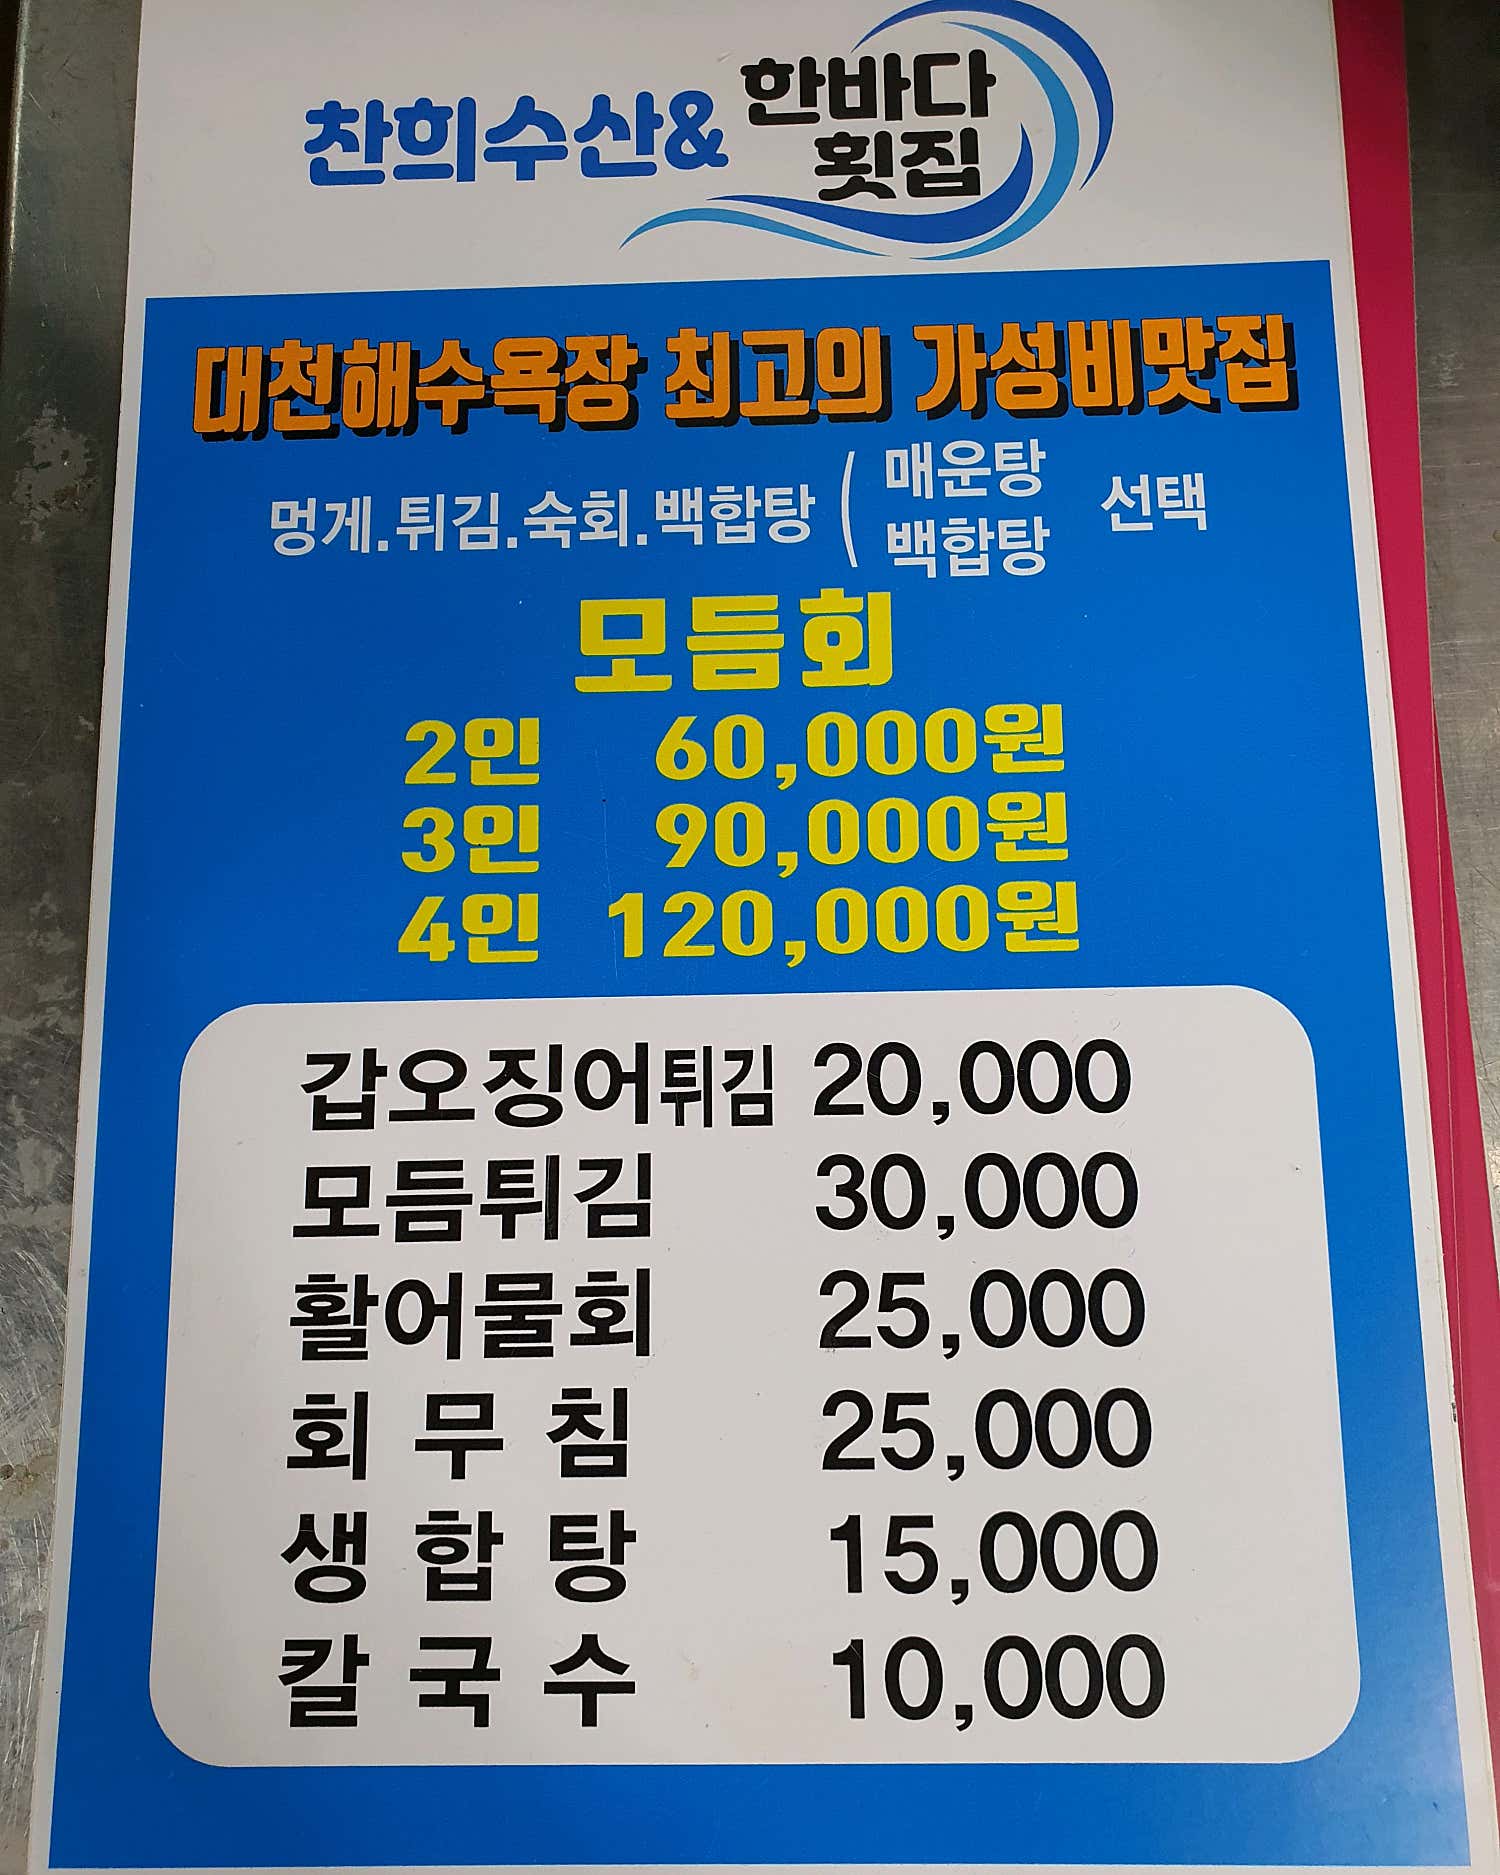 찬희수산& 한바다
횟집
대천해수욕장 최고의 가성비맛집
멍게.튀김.숙회.백합탕 ( 매운탕 백합탕 선택
모듬회
2인 60,000원
3인 90,000원
4인 120,000원
갑오징어튀김 20,000
모듬튀김 30,000
활어물회 25,000
회 무 침 25,000
생 합 탕 15,000
칼 국 수 10,000